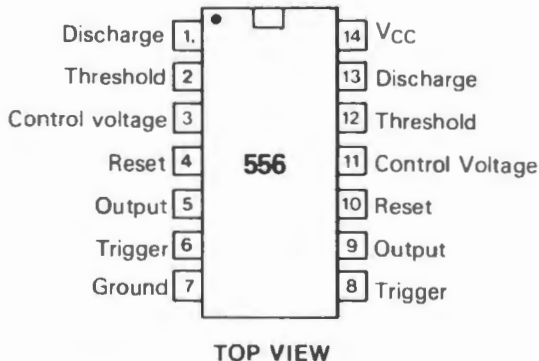 Discharge 1. 14 VCC
Threshold 2 13 Discharge
Control voltage 3 12 Threshold
Reset 4 556 11 Control Voltage
Output 5 10 Reset
Trigger 6 9 Output
Ground 7 8 Trigger
TOP VIEW